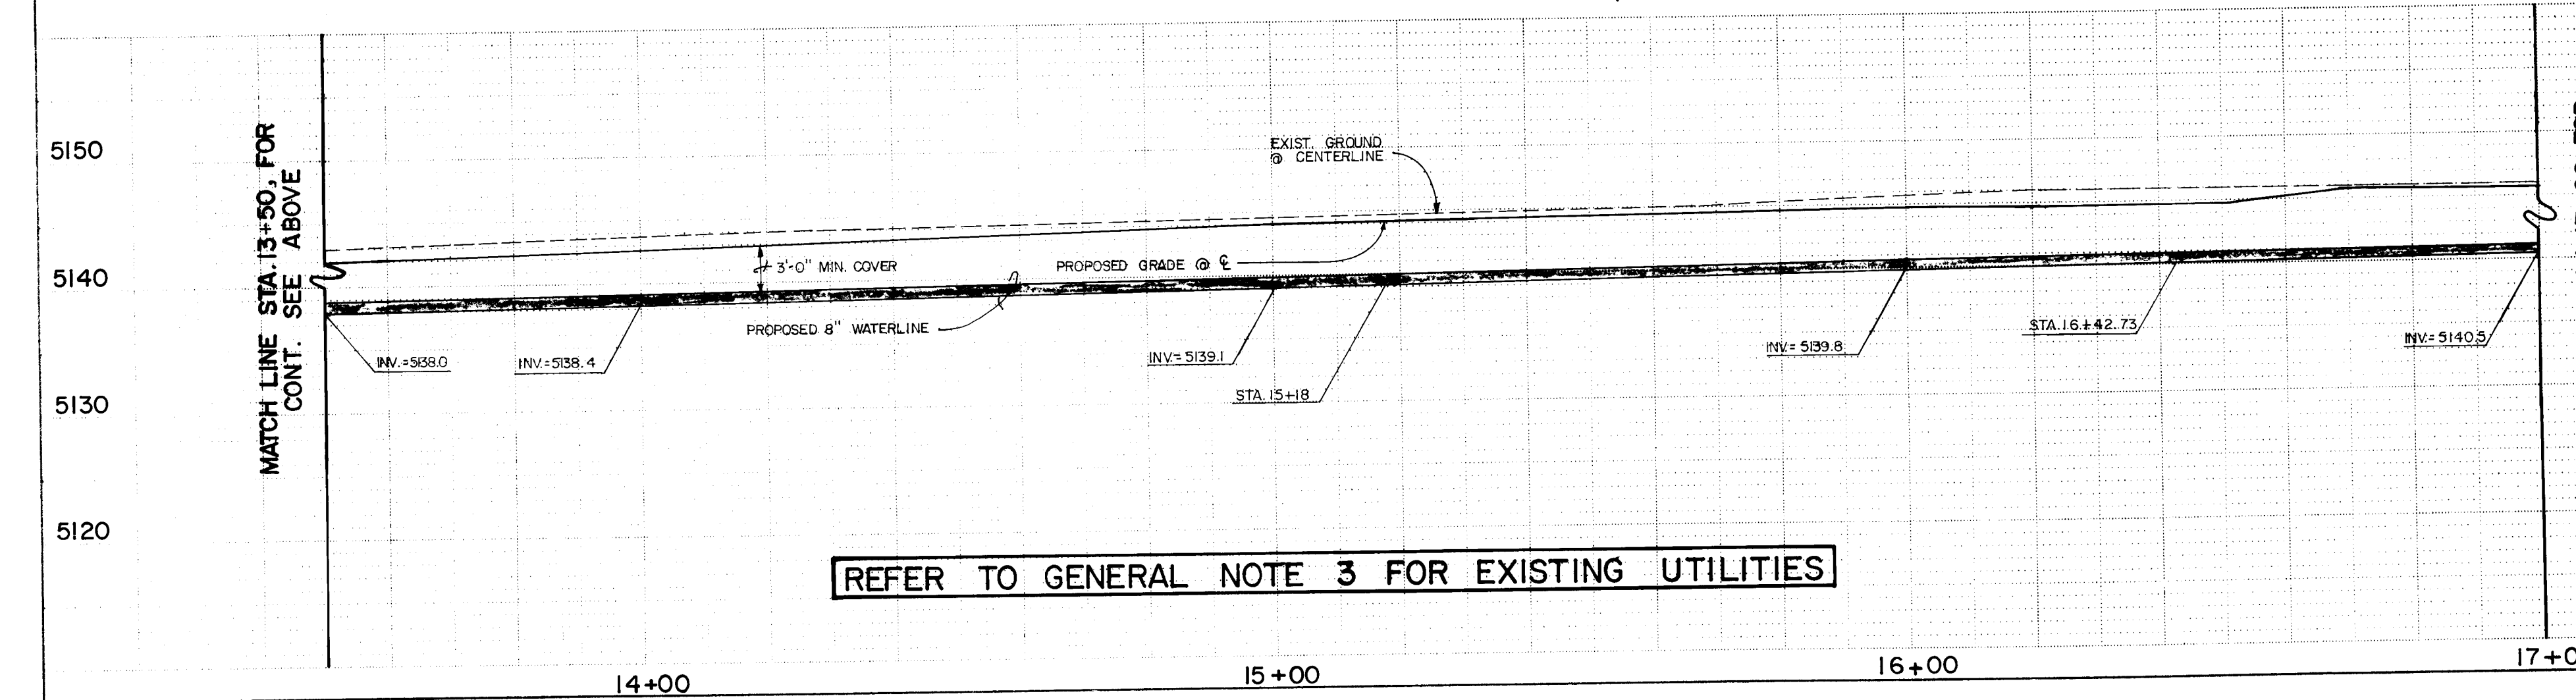 EXIST. GROUND
@ CENTERLINE
5150
MATCH LINE STA. 13+50, FOR
CONT. SEE ABOVE
3'-0" MIN. COVER
PROPOSED GRADE @ ℄
5140
PROPOSED 8" WATERLINE
STA. 16+42.73
INV.=5138.0
INV.=5138.4
INV.=5139.1
INV.=5139.8
INV.=5140.5
STA. 15+18
5130
5120
REFER TO GENERAL NOTE 3 FOR EXISTING UTILITIES
14+00
15+00
16+00
17+0